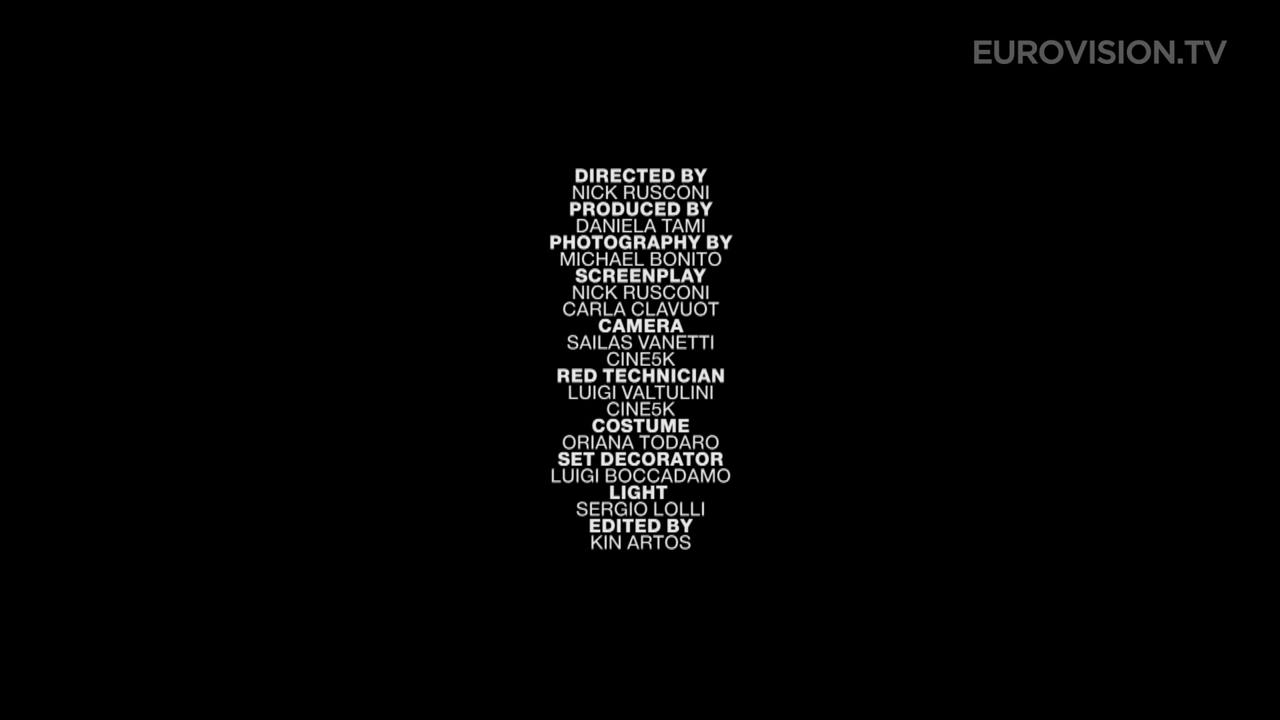 EUROVISION.TV
DIRECTED BY
NICK RUSCONI
PRODUCED BY
DANIELA TAMI
PHOTOGRAPHY BY
MICHAEL BONITO
SCREENPLAY
NICK RUSCONI
CARLA CLAVUOT
CAMERA
SAILAS VANETTI
CINE5K
RED TECHNICIAN
LUIGI VALTULINI
CINE5K
COSTUME
ORIANA TODARO
SET DECORATOR
LUIGI BOCCADAMO
LIGHT
SERGIO LOLLI
EDITED BY
KIN ARTOS